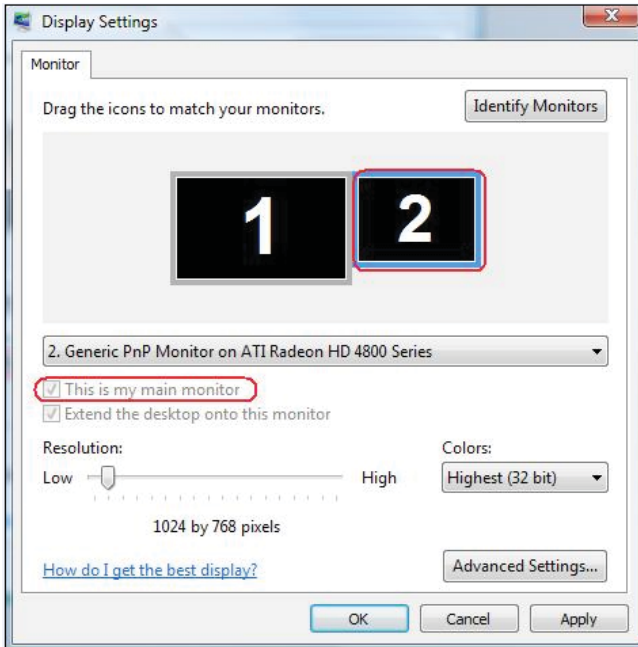 Display Settings
Monitor
Drag the icons to match your monitors.
Identify Monitors
1
2
2. Generic PnP Monitor on ATI Radeon HD 4800 Series
This is my main monitor
Extend the desktop onto this monitor
Resolution:
Colors:
Low
High
Highest (32 bit)
1024 by 768 pixels
How do I get the best display?
Advanced Settings...
OK
Cancel
Apply